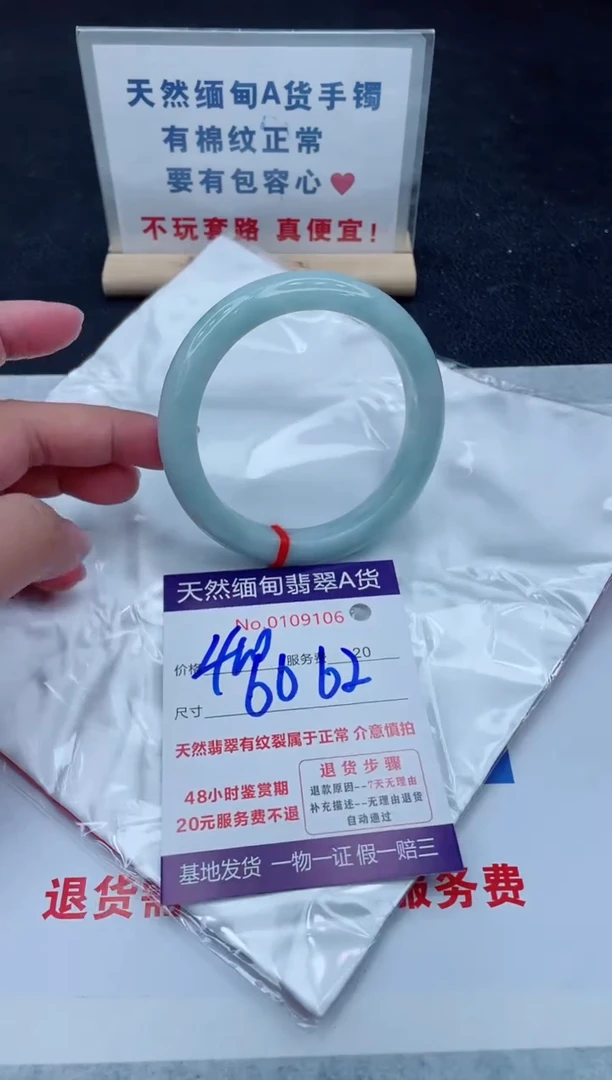 天然缅甸A货手镯
有棉纹正常
要有包容心
不玩套路 真便宜!
天然缅甸翡翠A货
No.0109106
价格 服务费 20
60 62
尺寸
天然翡翠有纹裂属于正常 介意慎拍
48小时鉴赏期
20元服务费不退
退货步骤
退款原因--7天无理由
补充描述--无理由退货
自动通过
基地发货 一物一证 假一赔三
退货需 服务费